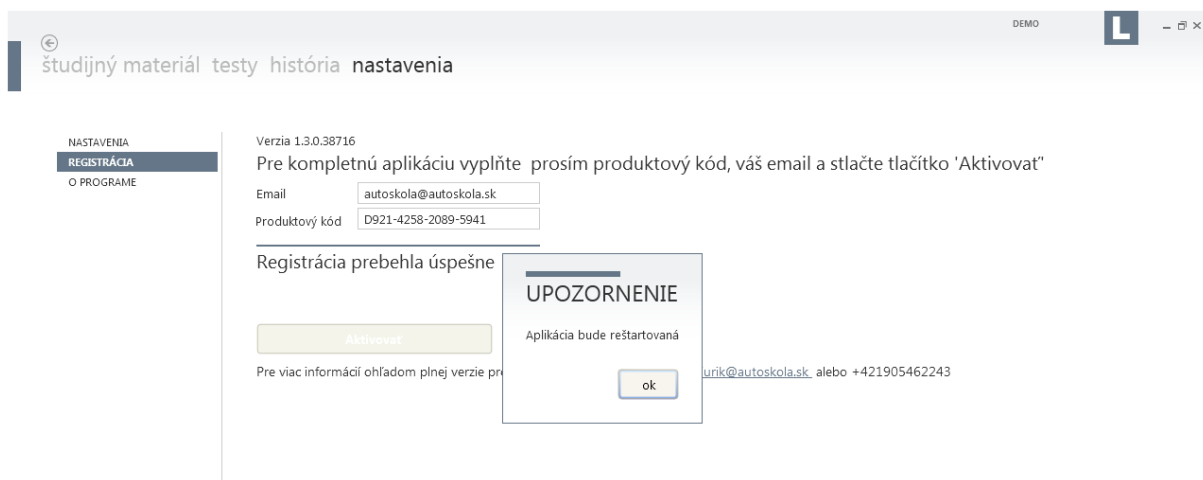 DEMO
L
študijný materiál testy história nastavenia
NASTAVENIA
REGISTRÁCIA
O PROGRAME
Verzia 1.3.0.38716
Pre kompletnú aplikáciu vyplňte prosím produktový kód, váš email a stlačte tlačítko 'Aktivovať'
Email autoskola@autoskola.sk
Produktový kód D921-4258-2089-5941
Registrácia prebehla úspešne
UPOZORNENIE
Aplikácia bude reštartovaná
ok
Aktivovat
Pre viac informácií ohľadom plnej verzie urik@autoskola.sk alebo +421905462243